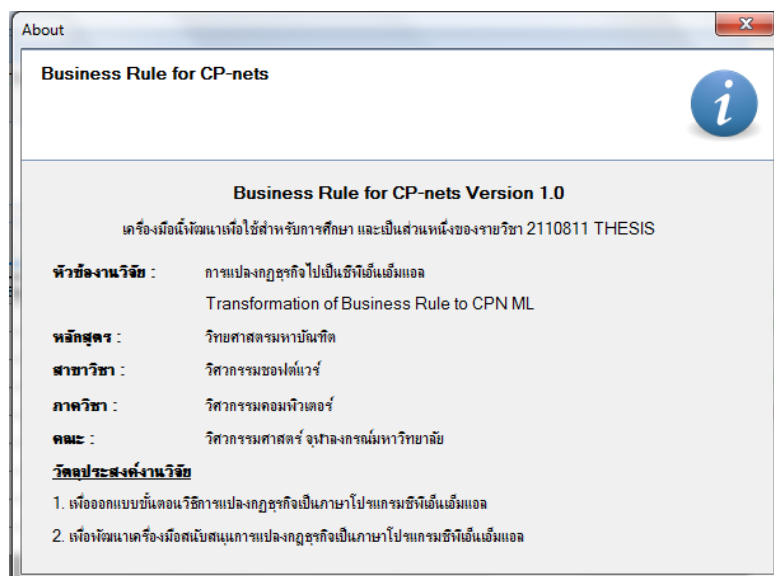 About
Business Rule for CP-nets
Business Rule for CP-nets Version 1.0
เครื่องมือนี้พัฒนาเพื่อใช้สำหรับการศึกษา และเป็นส่วนหนึ่งของรายวิชา 2110811 THESIS
หัวข้องานวิจัย : การแปลงกฎธุรกิจไปเป็นซีพีเอ็นเอ็มแอล
Transformation of Business Rule to CPN ML
หลักสูตร : วิทยาศาสตรมหาบัณฑิต
สาขาวิชา : วิศวกรรมซอฟต์แวร์
ภาควิชา : วิศวกรรมคอมพิวเตอร์
คณะ : วิศวกรรมศาสตร์ จุฬาลงกรณ์มหาวิทยาลัย
วัตถุประสงค์งานวิจัย
1. เพื่อออกแบบขั้นตอนวิธีการแปลงกฎธุรกิจเป็นภาษาโปรแกรมซีพีเอ็นเอ็มแอล
2. เพื่อพัฒนาเครื่องมือสนับสนุนการแปลงกฎธุรกิจเป็นภาษาโปรแกรมซีพีเอ็นเอ็มแอล